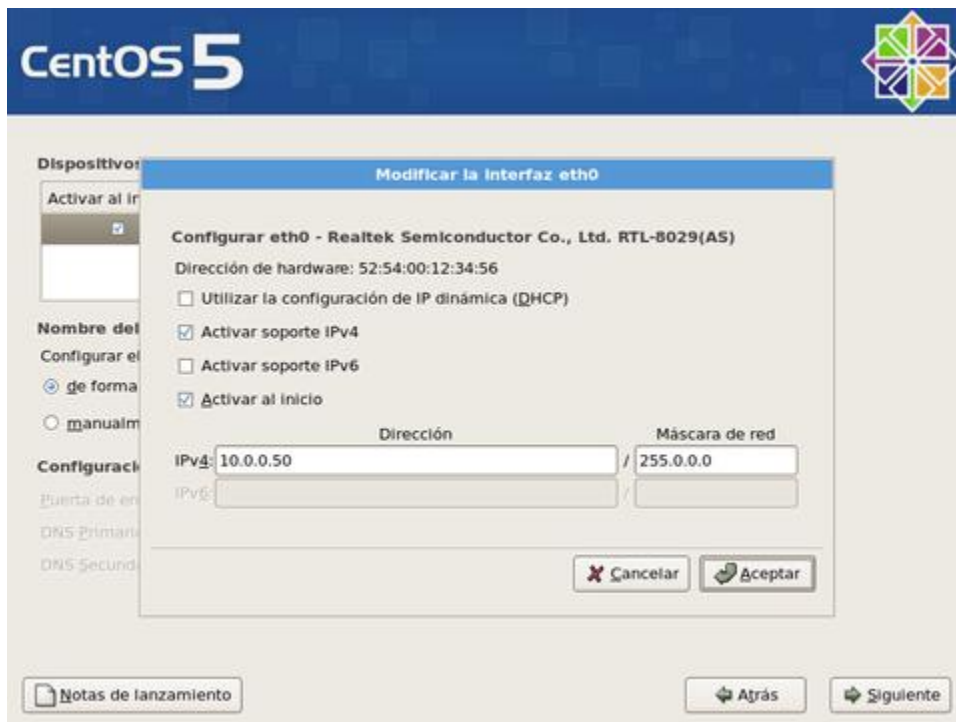 CentOS 5
Dispositivos
Modificar la interfaz eth0
Activar al in
Configurar eth0 - Realtek Semiconductor Co., Ltd. RTL-8029(AS)
Dirección de hardware: 52:54:00:12:34:56
Utilizar la configuración de IP dinámica (DHCP)
Nombre del
Activar soporte IPv4
Configurar el
Activar soporte IPv6
de forma
Activar al inicio
manualm
Dirección Máscara de red
Configuraci
IPv4: 10.0.0.50 / 255.0.0.0
IPv6: /
Puerta de en
DNS Primari
DNS Secund
Cancelar Aceptar
Notas de lanzamiento Atrás Siguiente